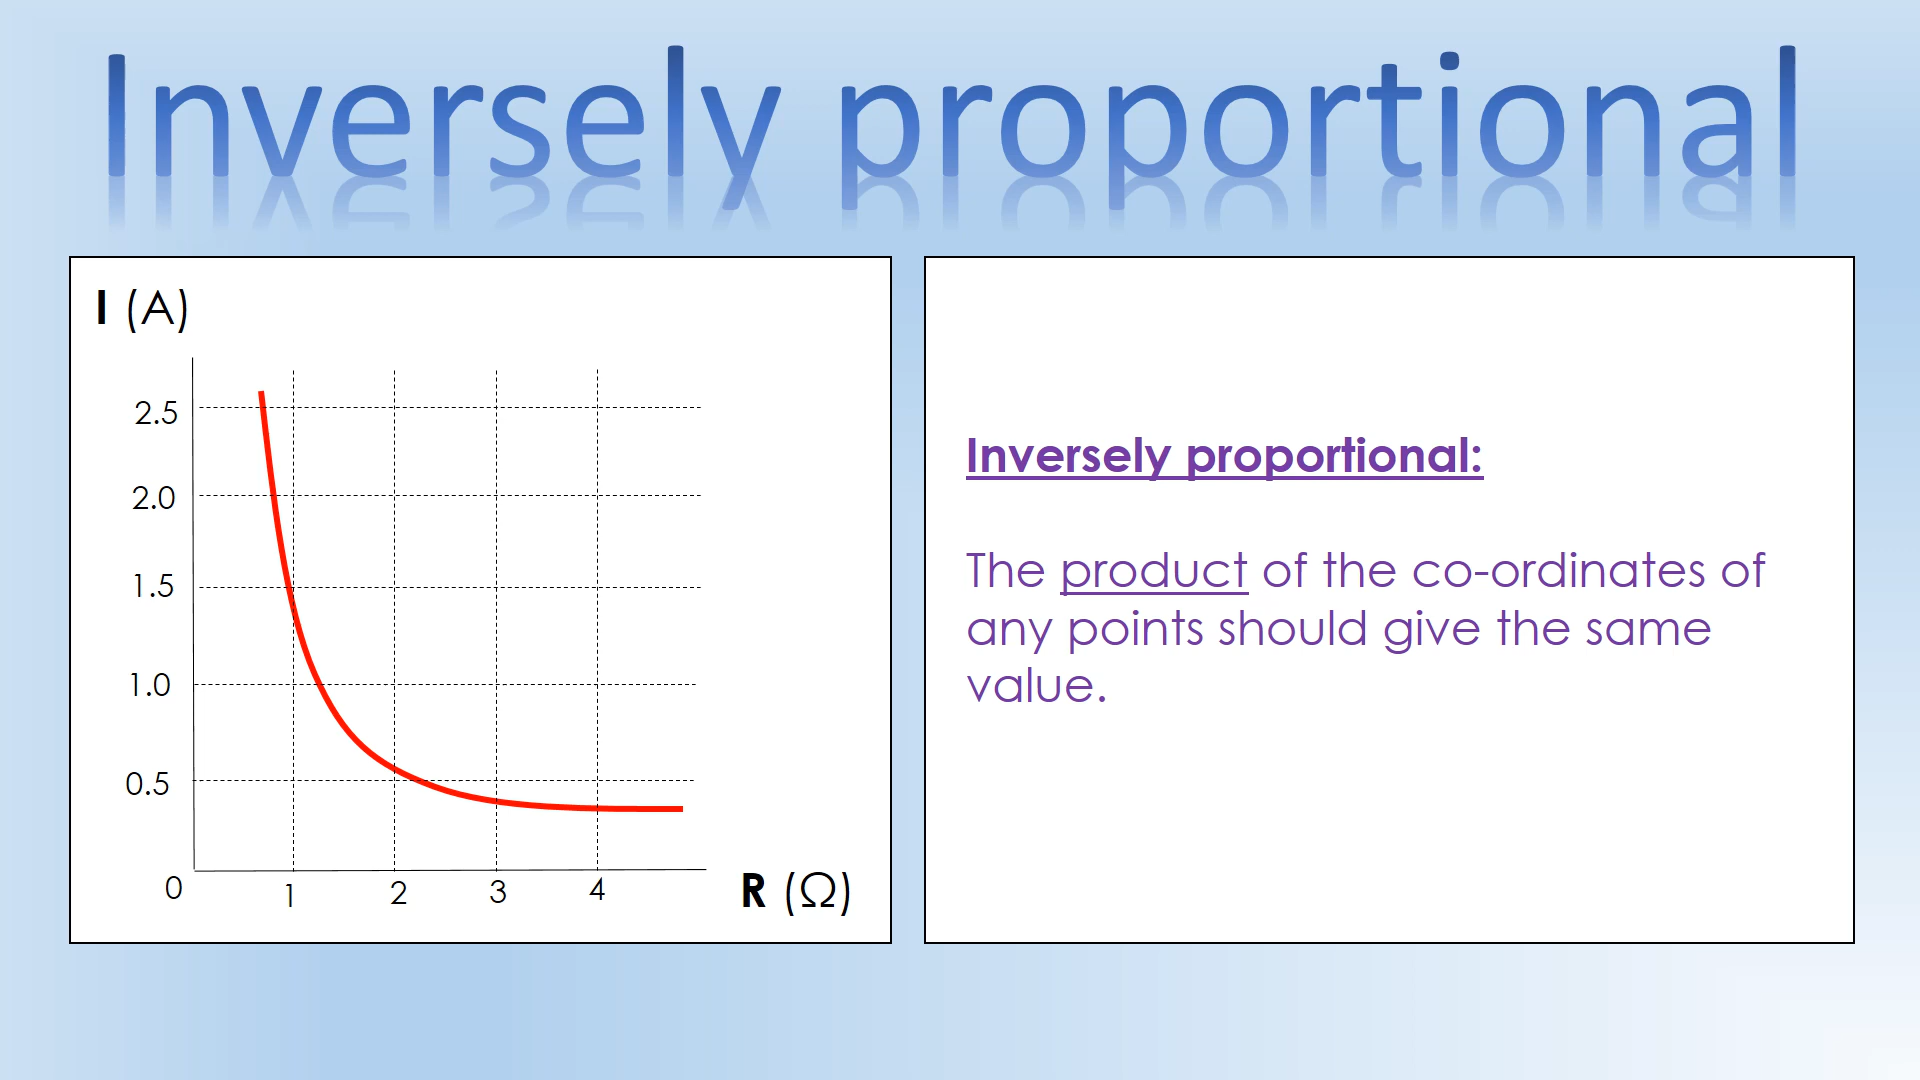 Inversely proportional
I (A)
2.5
2.0
1.5
1.0
0.5
0
1
2
3
4
R (Ω)
Inversely proportional:
The product of the co-ordinates of
any points should give the same
value.